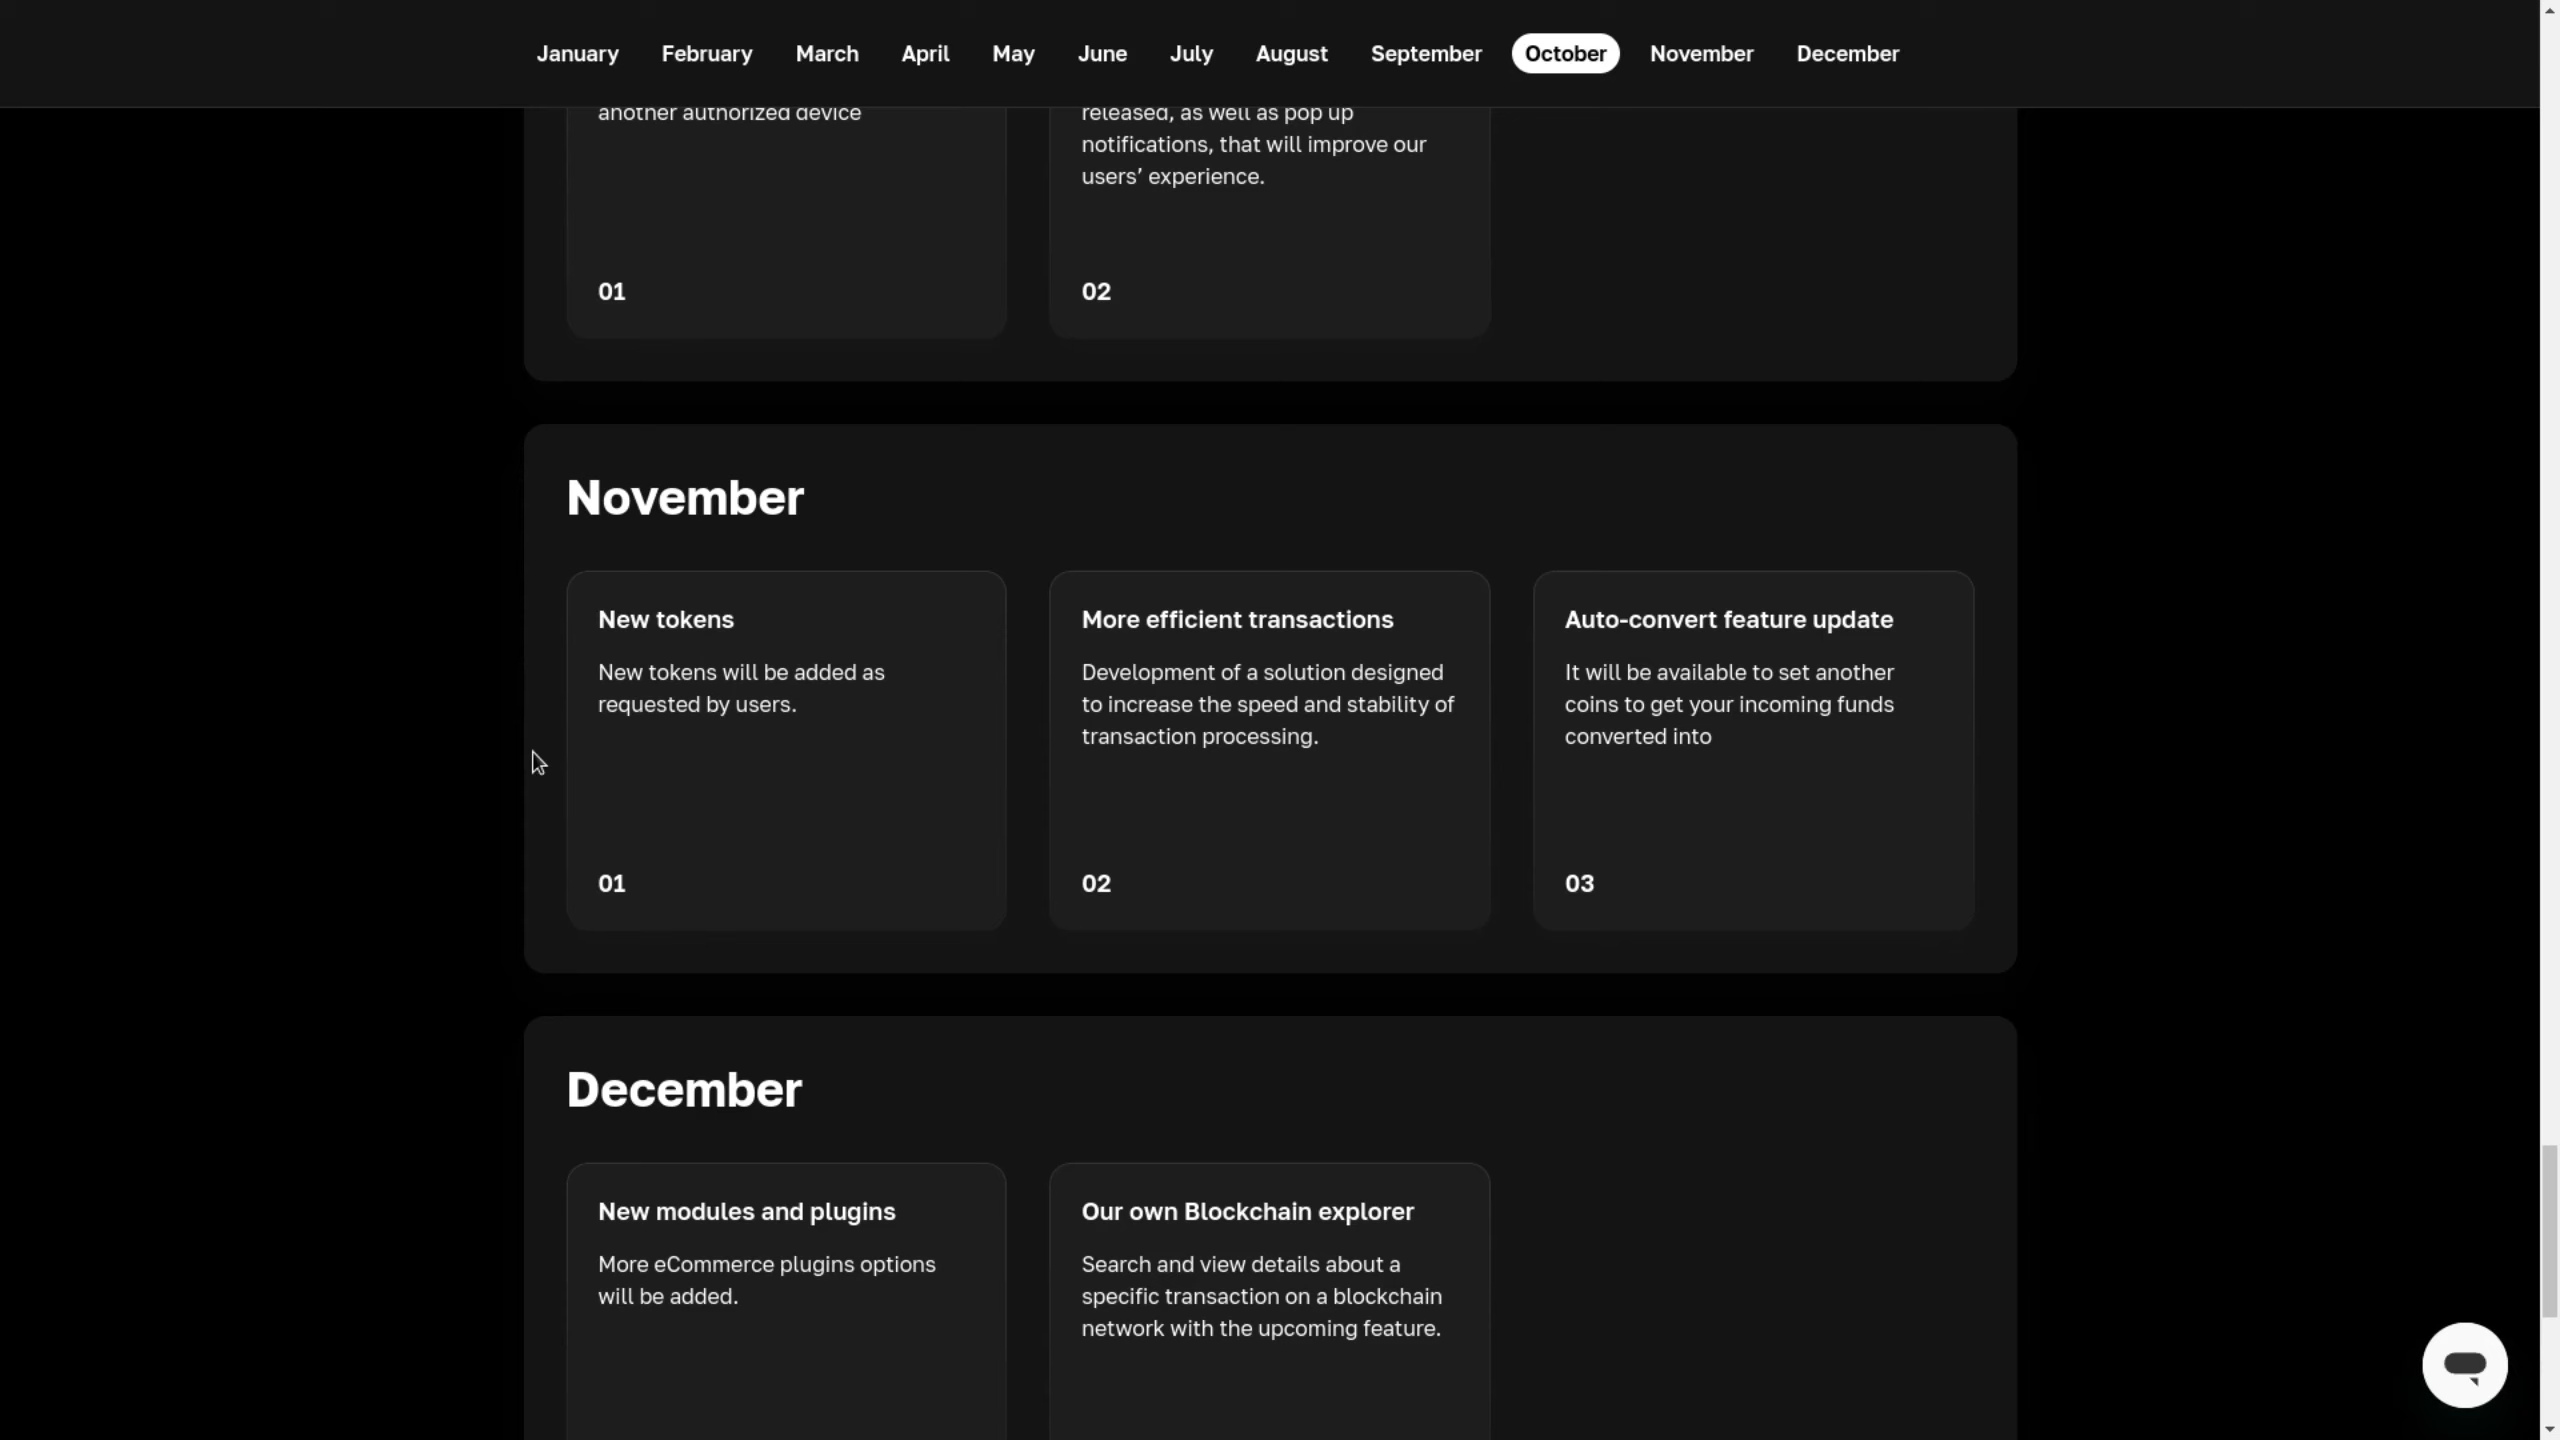 January February March April May June July August September October November December
another authorized device
released, as well as pop up
notifications, that will improve our
users’ experience.
01
02
November
New tokens
New tokens will be added as
requested by users.
01
More efficient transactions
Development of a solution designed
to increase the speed and stability of
transaction processing.
02
Auto-convert feature update
It will be available to set another
coins to get your incoming funds
converted into
03
December
New modules and plugins
More eCommerce plugins options
will be added.
Our own Blockchain explorer
Search and view details about a
specific transaction on a blockchain
network with the upcoming feature.